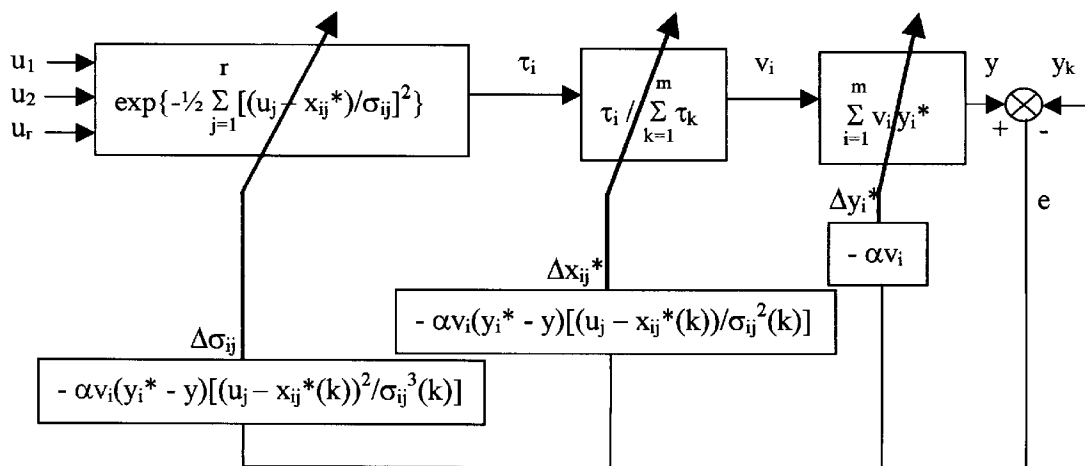 u₁
u₂
uᵣ
r
exp{-½ Σ [(uⱼ – xᵢⱼ*)/σᵢⱼ]²}
j=1
τᵢ
m
τᵢ / Σ τₖ
k=1
vᵢ
m
Σ vᵢ yᵢ*
i=1
y
yₖ
+
-
e
Δyᵢ*
- αvᵢ
Δxᵢⱼ*
- αvᵢ(yᵢ* - y)[(uⱼ – xᵢⱼ*(k))/σᵢⱼ²(k)]
Δσᵢⱼ
- αvᵢ(yᵢ* - y)[(uⱼ – xᵢⱼ*(k))²/σᵢⱼ³(k)]